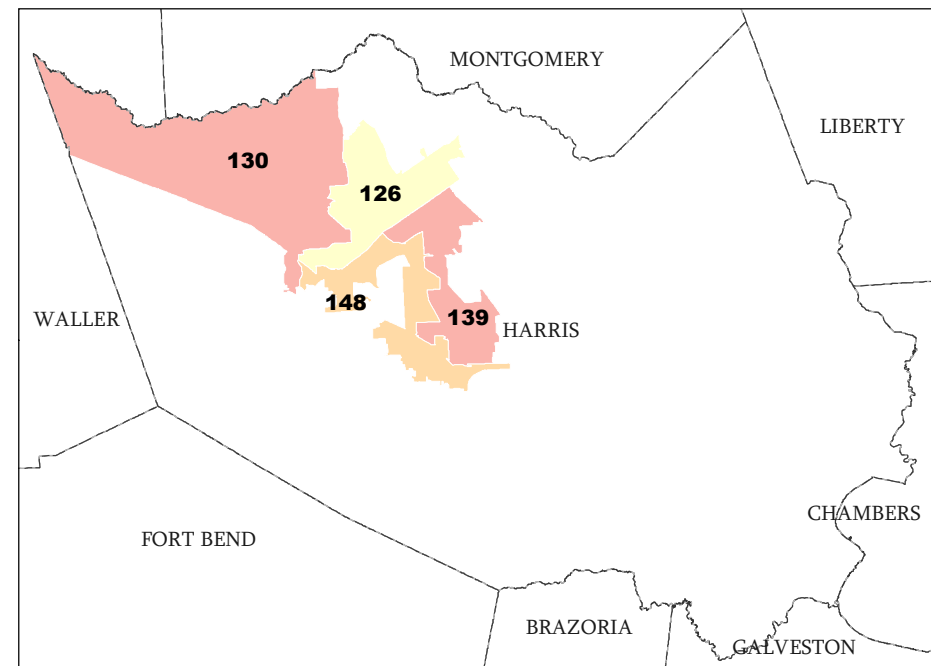 MONTGOMERY
LIBERTY
130
126
148
139
WALLER
HARRIS
CHAMBERS
FORT BEND
BRAZORIA
GALVESTON